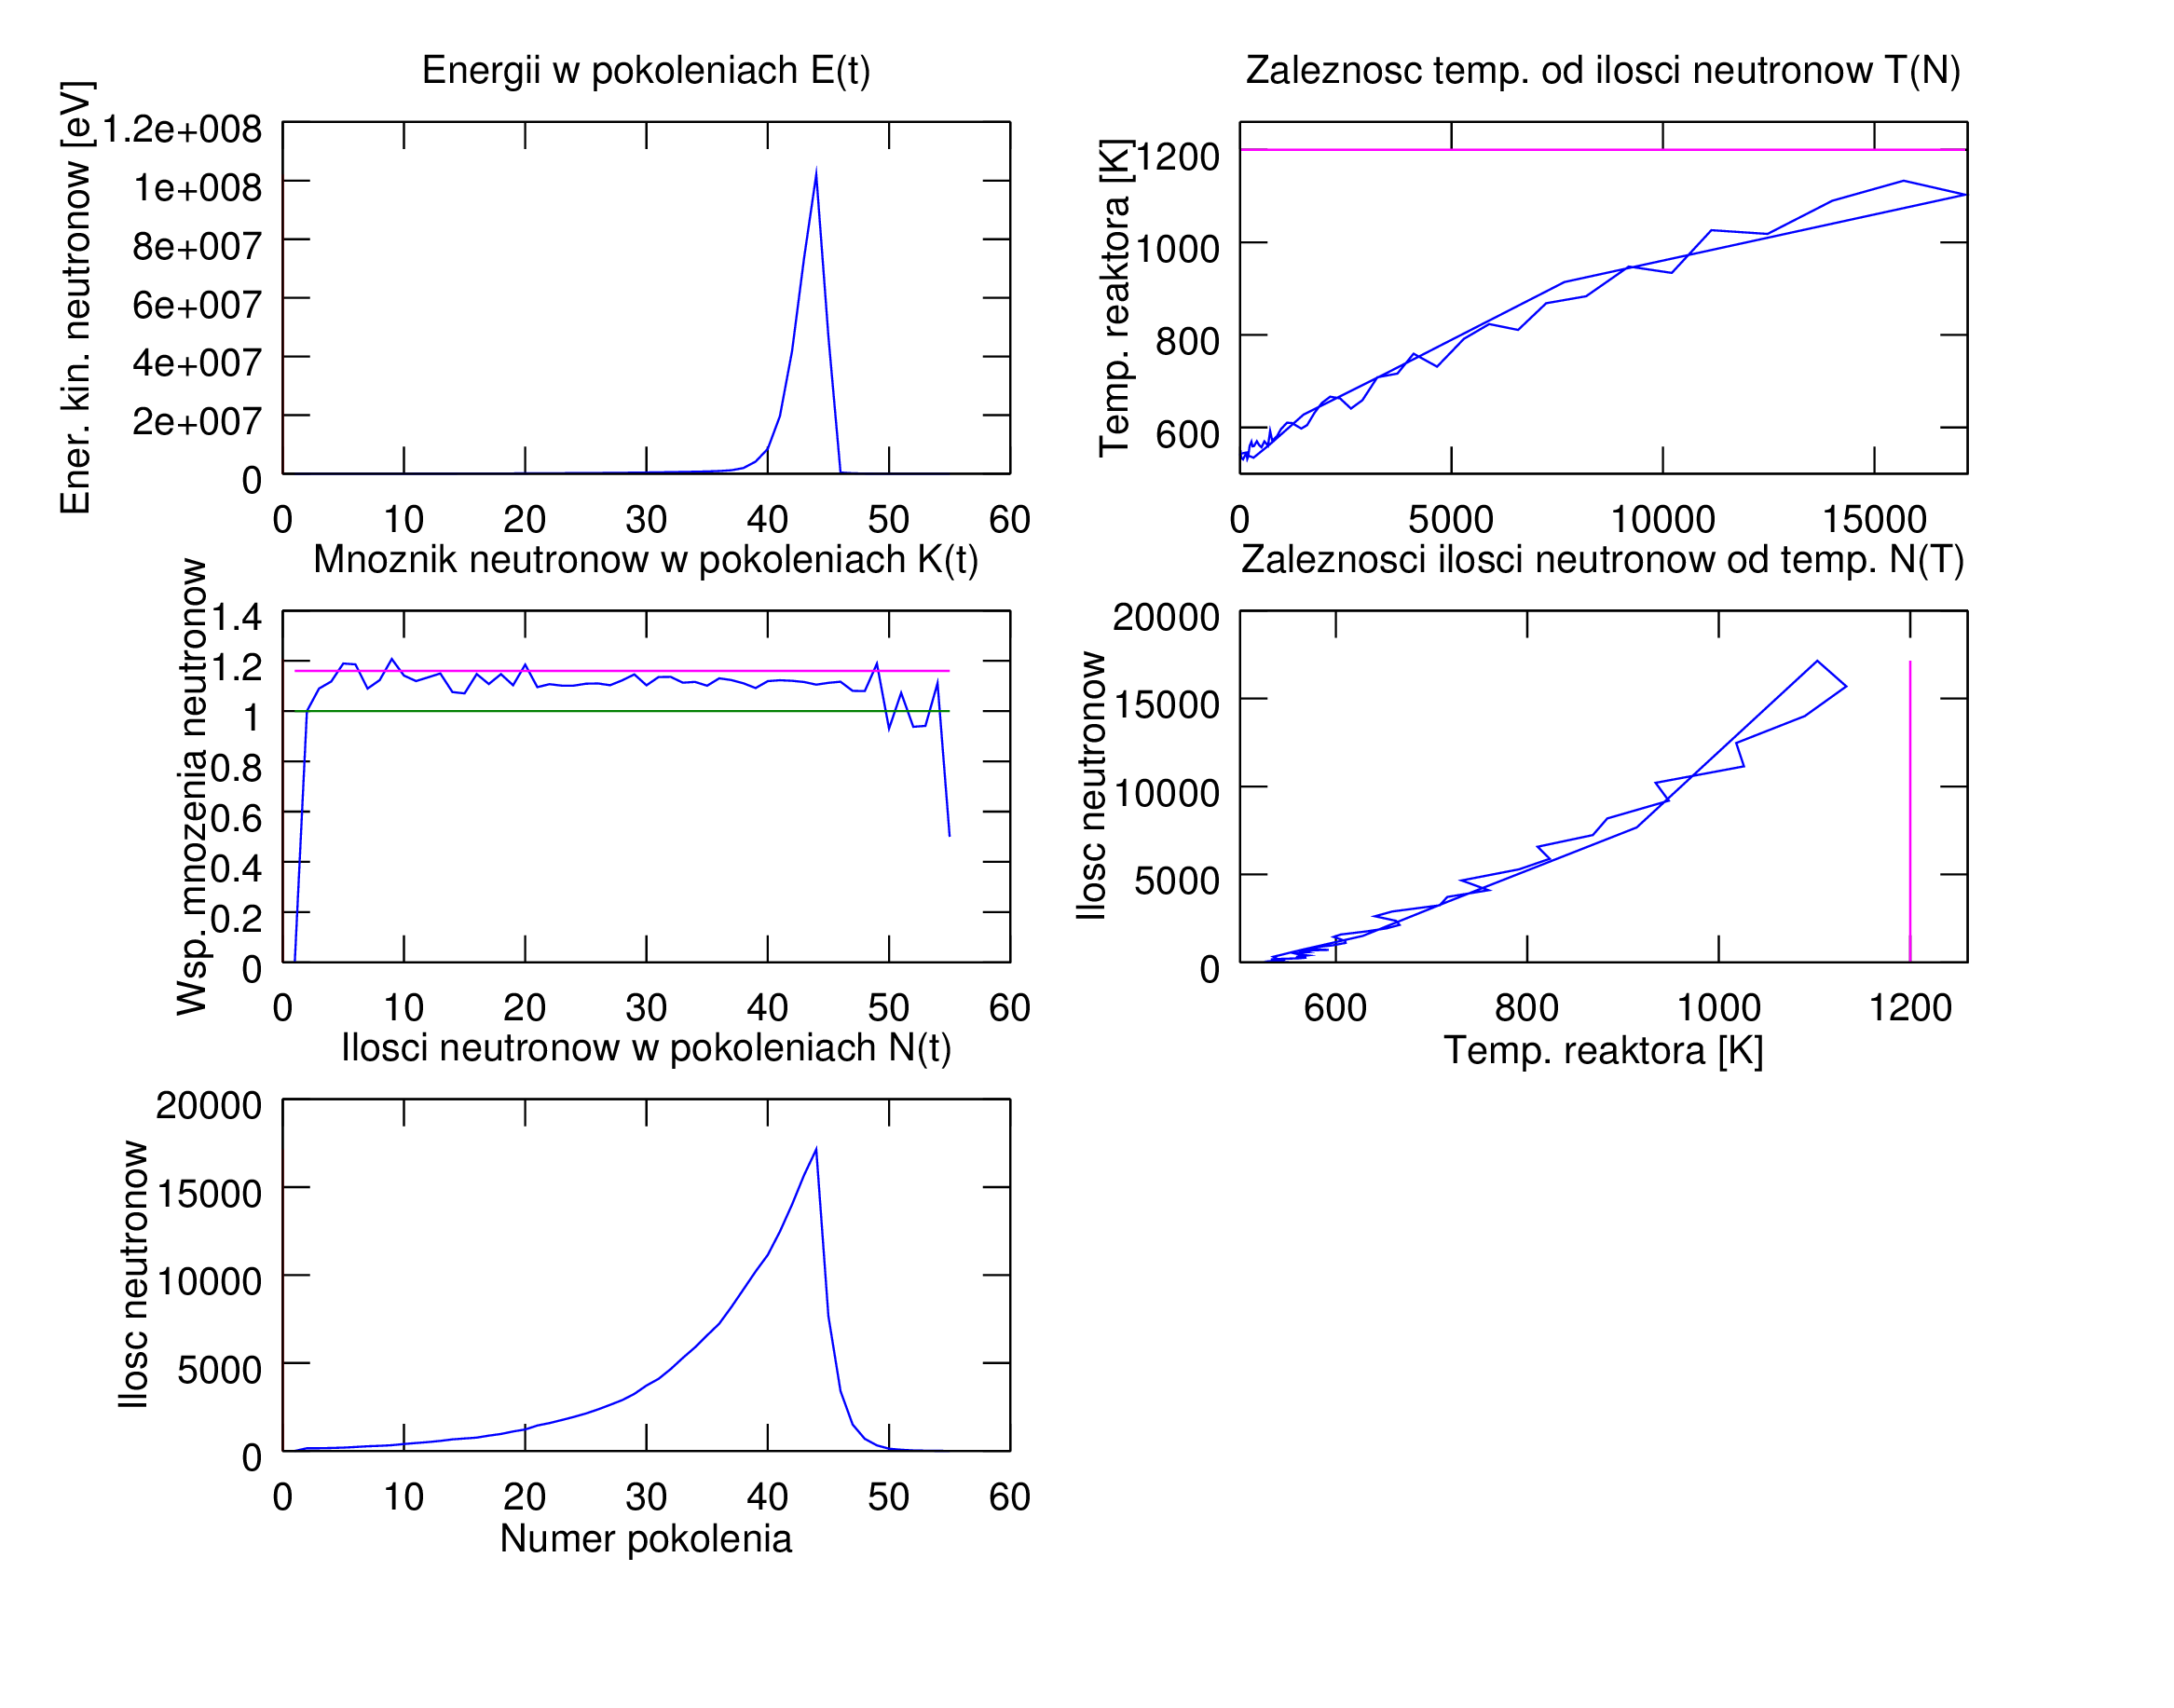 Energii w pokoleniach E(t)
Ener. kin. neutronow [eV]
1.2e+008
1e+008
8e+007
6e+007
4e+007
2e+007
0
0 10 20 30 40 50 60
Zaleznosc temp. od ilosci neutronow T(N)
Temp. reaktora [K]
1200
1000
800
600
0 5000 10000 15000
Mnoznik neutronow w pokoleniach K(t)
Wsp. mnozenia neutronow
1.4
1.2
1
0.8
0.6
0.4
0.2
0
0 10 20 30 40 50 60
Zaleznosci ilosci neutronow od temp. N(T)
Ilosc neutronow
20000
15000
10000
5000
0
600 800 1000 1200
Temp. reaktora [K]
Ilosci neutronow w pokoleniach N(t)
Ilosc neutronow
20000
15000
10000
5000
0
0 10 20 30 40 50 60
Numer pokolenia